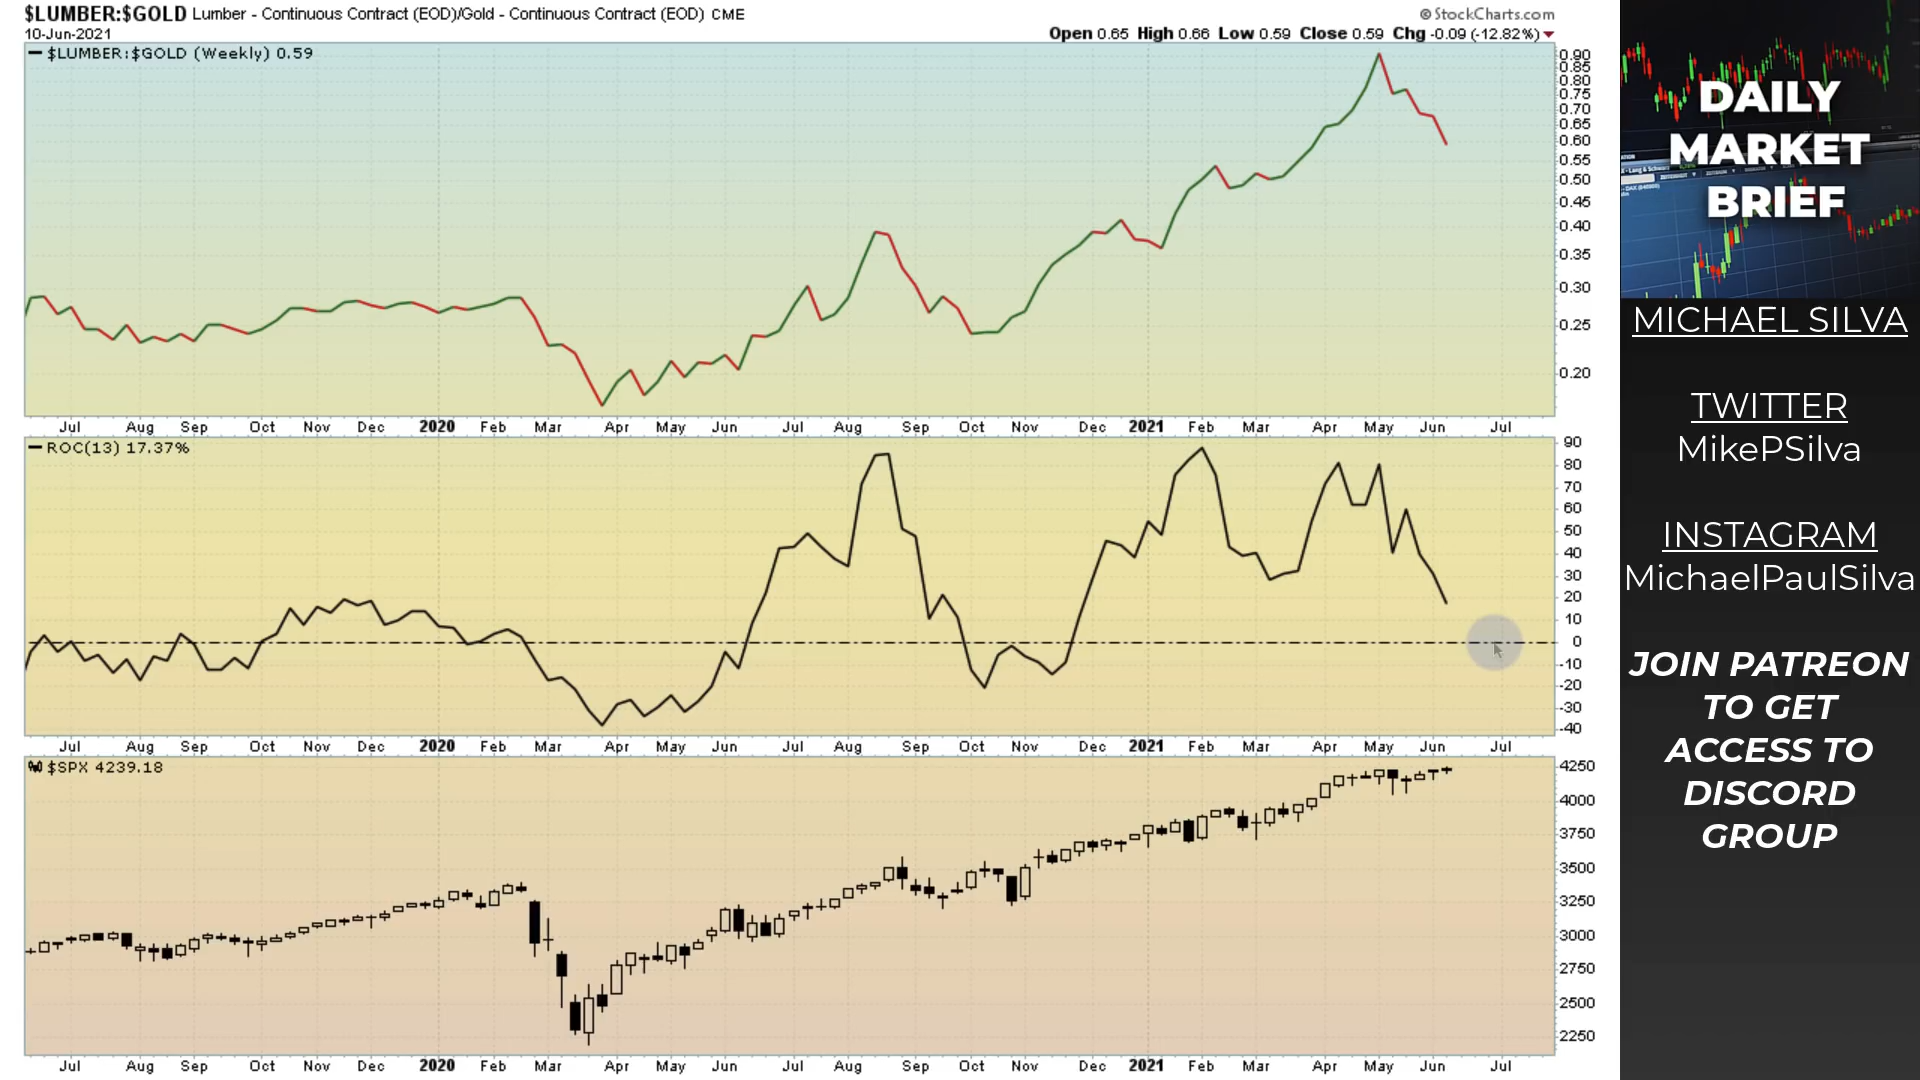 $LUMBER:$GOLD Lumber - Continuous Contract (EOD)/Gold - Continuous Contract (EOD) CME
© StockCharts.com
10-Jun-2021
Open 0.65 High 0.66 Low 0.59 Close 0.59 Chg -0.09 (-12.82%)
$LUMBER:$GOLD (Weekly) 0.59
0.90
0.85
0.80
0.75
0.70
0.65
0.60
0.55
0.50
0.45
0.40
0.35
0.30
0.25
0.20
Jul Aug Sep Oct Nov Dec 2020 Feb Mar Apr May Jun Jul Aug Sep Oct Nov Dec 2021 Feb Mar Apr May Jun Jul
ROC(13) 17.37%
90
80
70
60
50
40
30
20
10
0
-10
-20
-30
-40
Jul Aug Sep Oct Nov Dec 2020 Feb Mar Apr May Jun Jul Aug Sep Oct Nov Dec 2021 Feb Mar Apr May Jun Jul
$SPX 4239.18
4250
4000
3750
3500
3250
3000
2750
2500
2250
Jul Aug Sep Oct Nov Dec 2020 Feb Mar Apr May Jun Jul Aug Sep Oct Nov Dec 2021 Feb Mar Apr May Jun Jul
DAILY
MARKET
BRIEF
MICHAEL SILVA
TWITTER
MikePSilva
INSTAGRAM
MichaelPaulSilva
JOIN PATREON
TO GET
ACCESS TO
DISCORD
GROUP